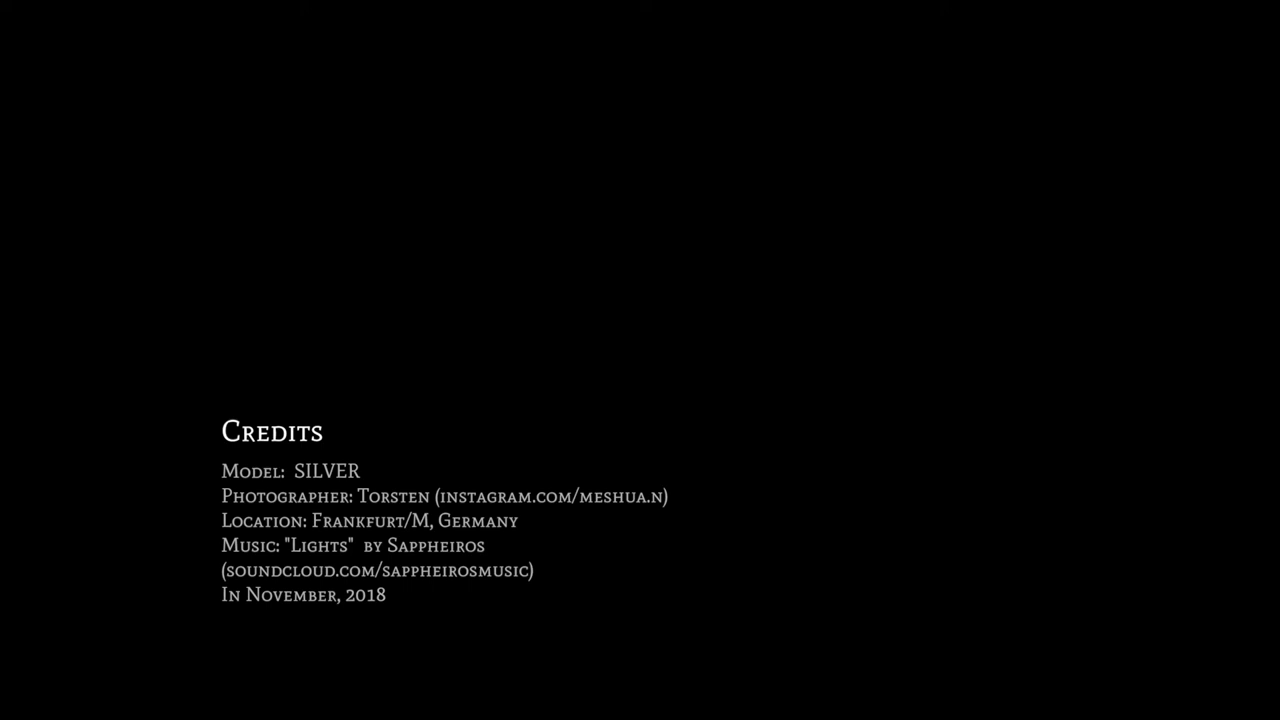 Credits
Model: SILVER
Photographer: Torsten (instagram.com/meshua.n)
Location: Frankfurt/M, Germany
Music: "Lights" by Sappheiros
(soundcloud.com/sappheirosmusic)
In November, 2018